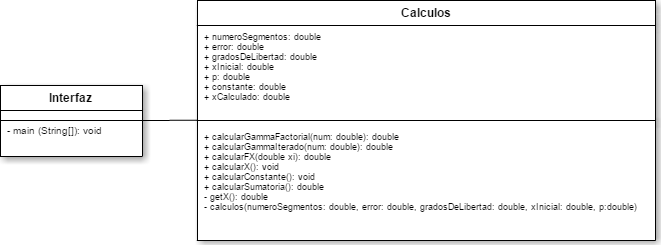 Calculos
+ numeroSegmentos: double
+ error: double
+ gradosDeLibertad: double
+ xInicial: double
+ p: double
+ constante: double
+ xCalculado: double
Interfaz
- main (String[]): void
+ calcularGammaFactorial(num: double): double
+ calcularGammaIterado(num: double): double
+ calcularFX(double xi): double
+ calcularX(): void
+ calcularConstante(): void
+ calcularSumatoria(): double
- getX(): double
- calculos(numeroSegmentos: double, error: double, gradosDeLibertad: double, xInicial: double, p:double)